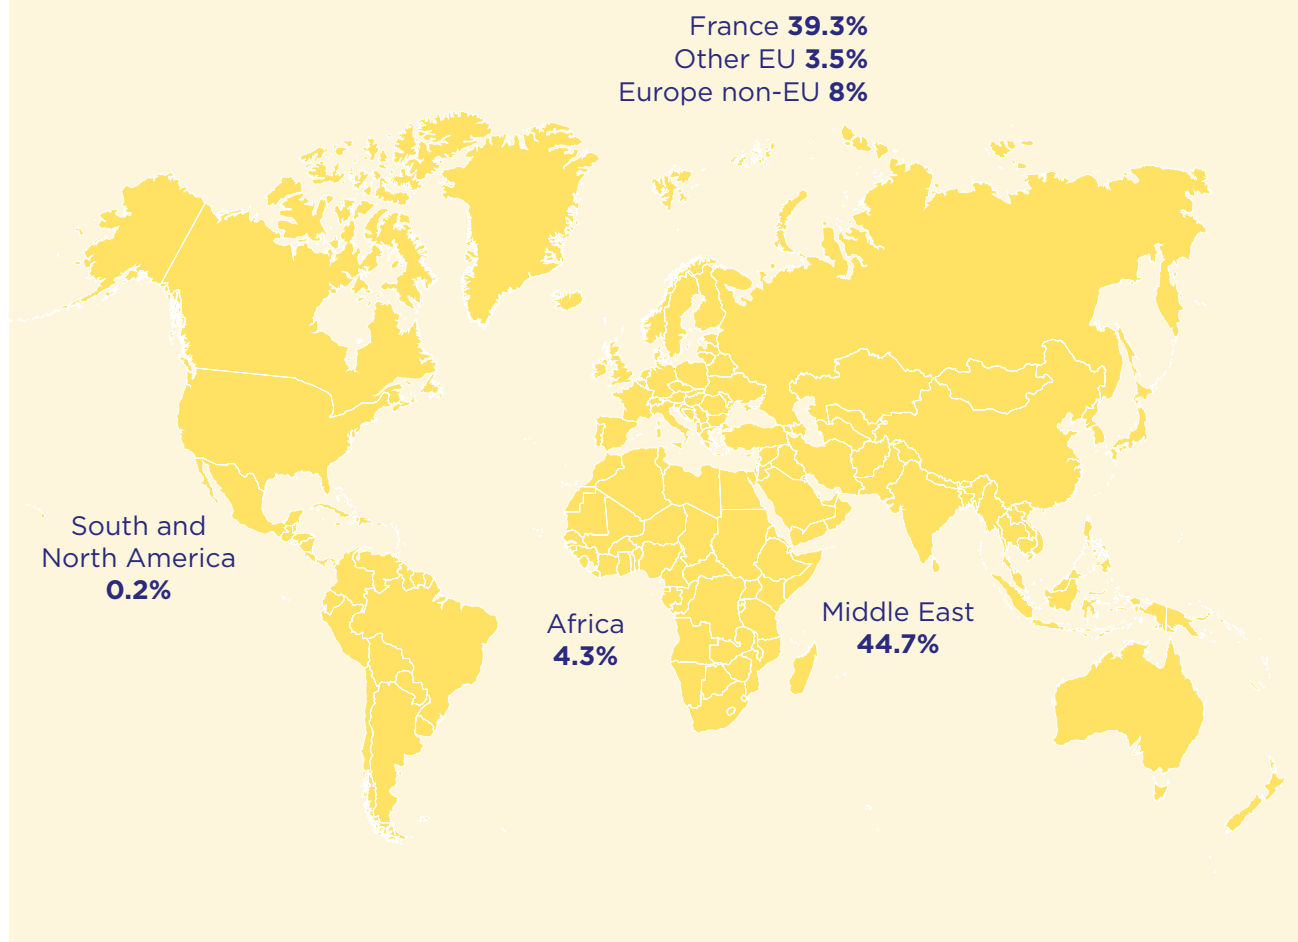 France 39.3%
Other EU 3.5%
Europe non-EU 8%
South and
North America
0.2%
Africa
4.3%
Middle East
44.7%